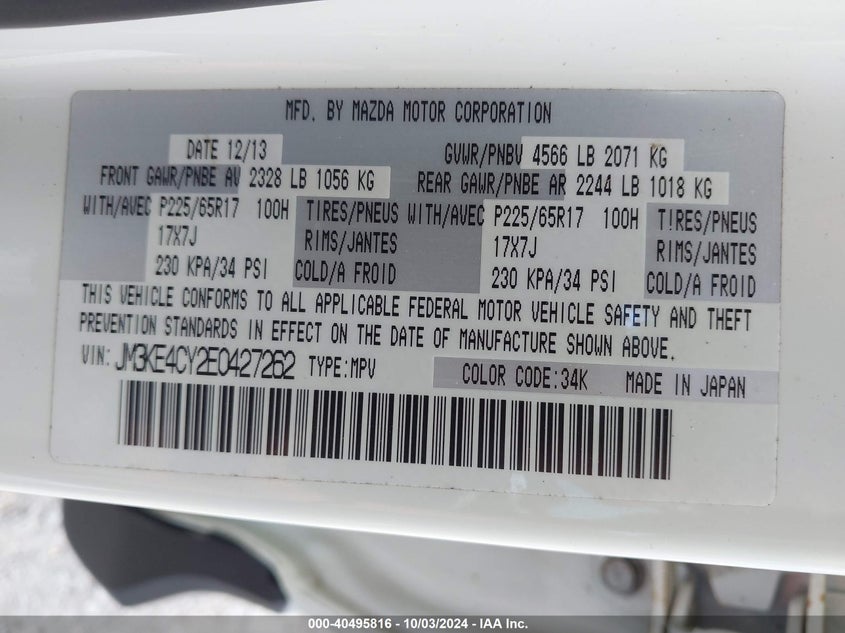 MFD. BY MAZDA MOTOR CORPORATION
DATE 12/13 GVWR/PNBV 4566 LB 2071 KG
FRONT GAWR/PNBE AV 2328 LB 1056 KG REAR GAWR/PNBE AR 2244 LB 1018 KG
WITH/AVEC P225/65R17 100H TIRES/PNEUS WITH/AVEC P225/65R17 100H TIRES/PNEUS
17X7J RIMS/JANTES 17X7J RIMS/JANTES
230 KPA/34 PSI COLD/A FROID 230 KPA/34 PSI COLD/A FROID
THIS VEHICLE CONFORMS TO ALL APPLICABLE FEDERAL MOTOR VEHICLE SAFETY AND THEFT
PREVENTION STANDARDS IN EFFECT ON THE DATE OF MANUFACTURE SHOWN ABOVE.
VIN: JM3KE4CY2E0427262 TYPE:MPV COLOR CODE:34K MADE IN JAPAN
000-40495816 - 10/03/2024 - IAA Inc.